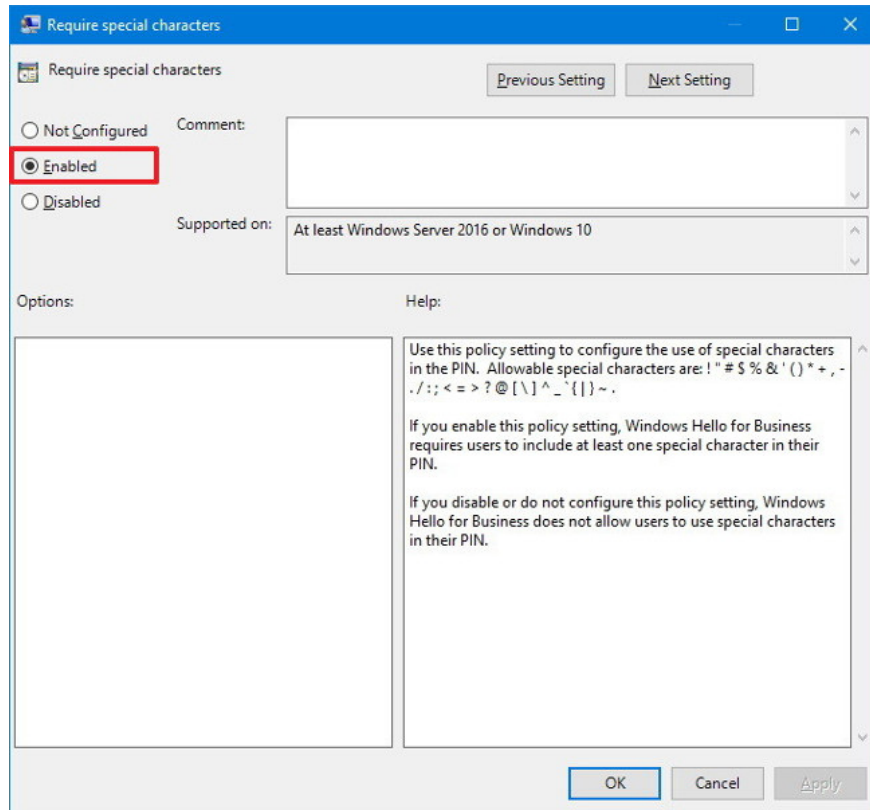 Require special characters
Require special characters
Previous Setting
Next Setting
Not Configured
Comment:
Enabled
Disabled
Supported on:
At least Windows Server 2016 or Windows 10
Options:
Help:
Use this policy setting to configure the use of special characters
in the PIN.  Allowable special characters are: ! " # $ % & ' ( ) * + , -
. / : ; < = > ? @ [ \ ] ^ _ ` { | } ~ .
If you enable this policy setting, Windows Hello for Business
requires users to include at least one special character in their
PIN.
If you disable or do not configure this policy setting, Windows
Hello for Business does not allow users to use special characters
in their PIN.
OK
Cancel
Apply